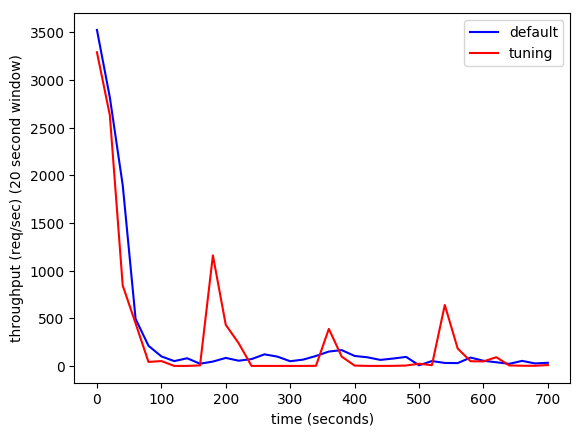 3500
3000
2500
2000
1500
1000
500
0
throughput (req/sec) (20 second window)
default
tuning
0 100 200 300 400 500 600 700
time (seconds)